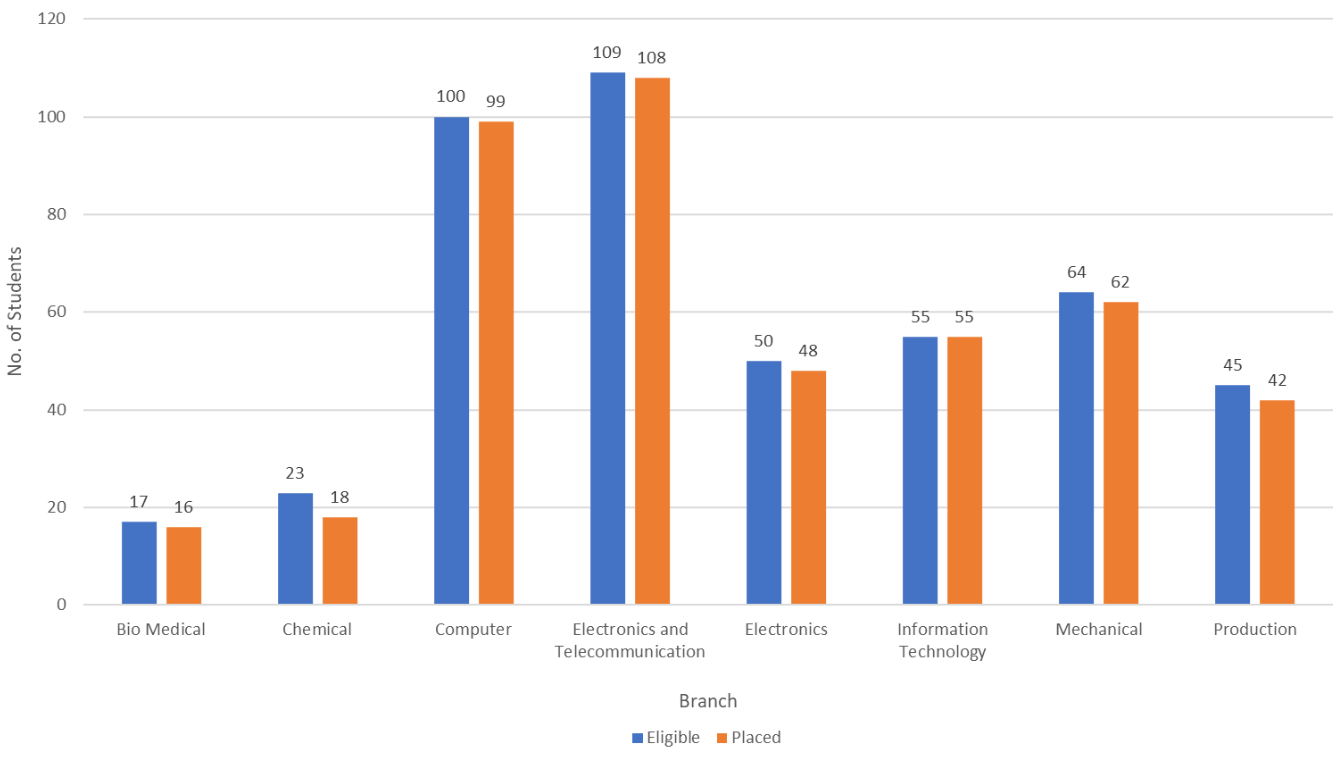 120
100
80
60
40
20
0
No. of Students
17 16
23 18
100 99
109 108
50 48
55 55
64 62
45 42
Bio Medical
Chemical
Computer
Electronics and
Telecommunication
Electronics
Information
Technology
Mechanical
Production
Branch
Eligible Placed